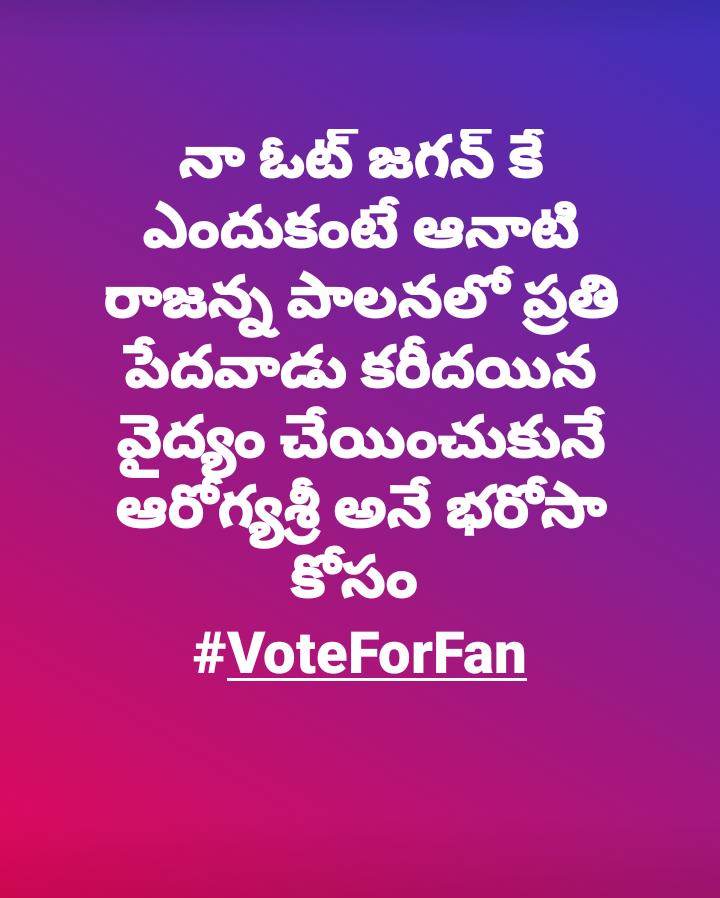 నా ఓట్ జగన్ కే
ఎందుకంటే ఆనాటి
రాజన్న పాలనలో ప్రతి
పేదవాడు కరీదయిన
వైద్యం చేయించుకునే
ఆరోగ్యశ్రీ అనే భరోసా
కోసం
#VoteForFan